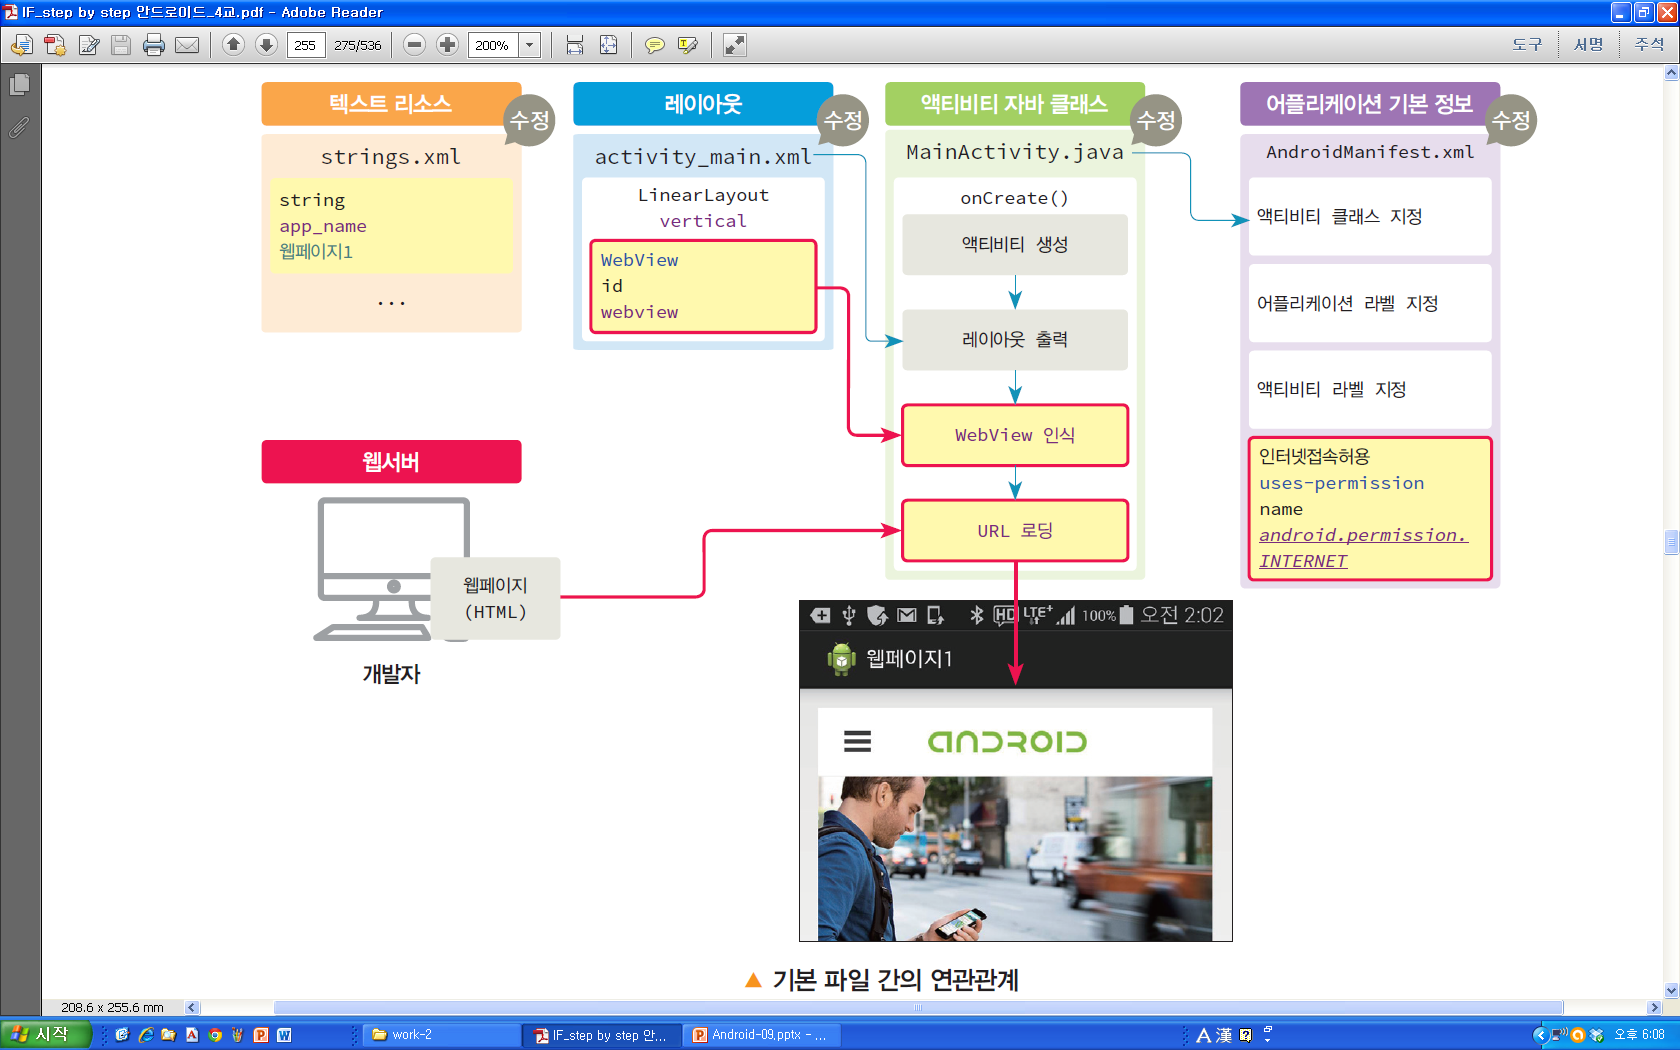 IF_step by step 안드로이드_4교.pdf - Adobe Reader
255
275/536
200%
도구
서명
주석
텍스트 리소스
수정
strings.xml
string
app_name
웹페이지1
...
레이아웃
수정
activity_main.xml
LinearLayout
vertical
WebView
id
webview
액티비티 자바 클래스
수정
MainActivity.java
onCreate()
액티비티 생성
레이아웃 출력
WebView 인식
URL 로딩
어플리케이션 기본 정보
수정
AndroidManifest.xml
액티비티 클래스 지정
어플리케이션 라벨 지정
액티비티 라벨 지정
인터넷접속허용
uses-permission
name
android.permission.
INTERNET
웹서버
웹페이지
(HTML)
개발자
HD LTE+ 100% 오전 2:02
웹페이지1
ANDROID
▲ 기본 파일 간의 연관관계
208.6 x 255.6 mm
시작
work-2
IF_step by step 안...
Android-09.pptx - ...
A 漢
오후 6:08